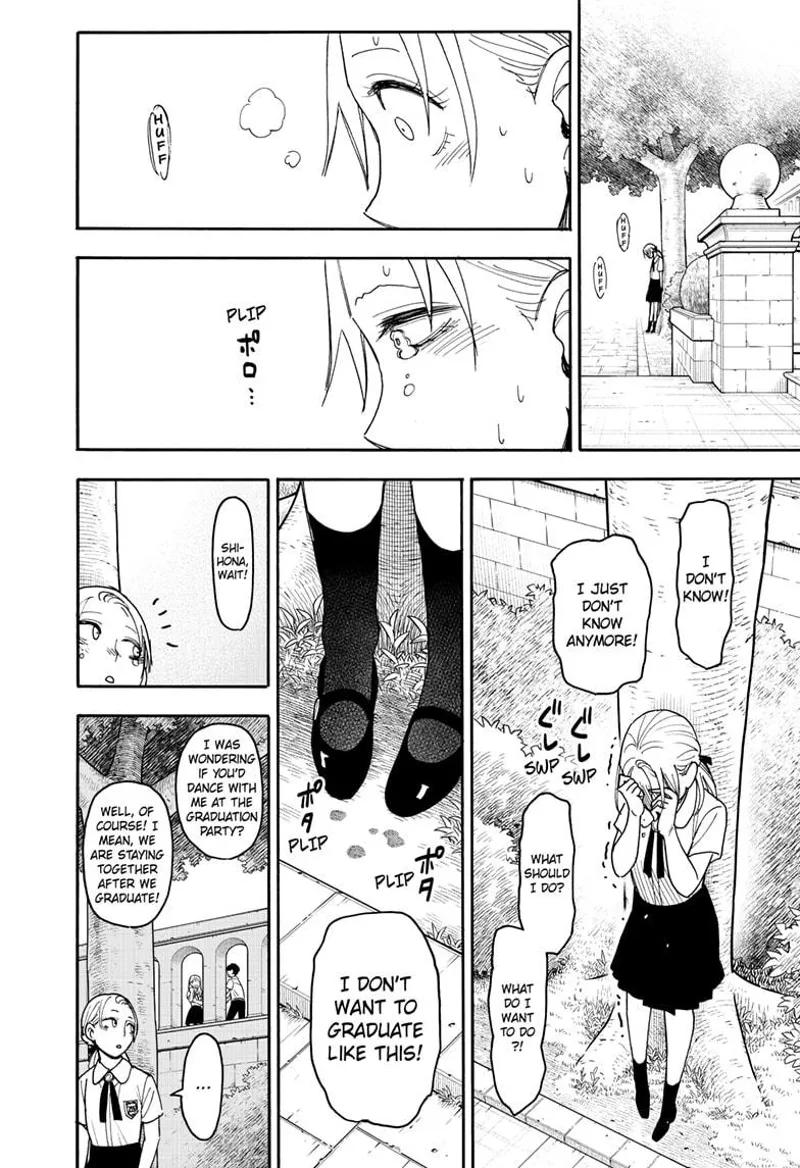 HUFF
HUFF
HUFF
PLIP
ポロ...
I
DON'T
KNOW!
I JUST
DON'T
KNOW
ANYMORE!
ぐし
SWP
ぐし
SWP
WHAT
SHOULD
I DO?
WHAT
DO I
WANT
TO DO
?!
ポタ
PLIP
ポタ
PLIP
I DON'T
WANT TO
GRADUATE
LIKE THIS!
SHI-
HONA,
WAIT!
I WAS
WONDERING
IF YOU'D
DANCE WITH
ME AT THE
GRADUATION
PARTY?
WELL, OF
COURSE! I
MEAN, WE
ARE STAYING
TOGETHER
AFTER WE
GRADUATE!
...